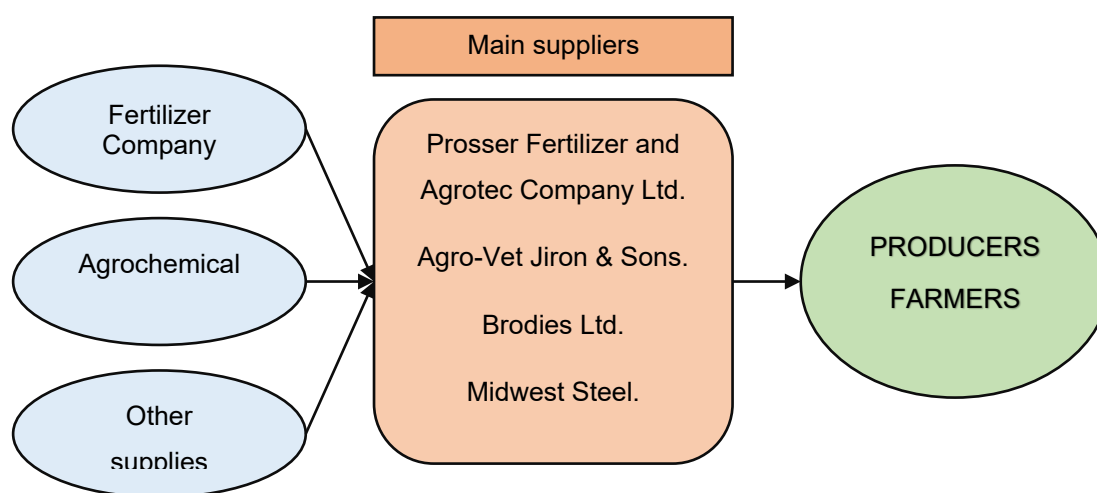 Main suppliers
Fertilizer
Company
Agrochemical
Other
supplies
Prosser Fertilizer and
Agrotec Company Ltd.
Agro-Vet Jiron & Sons.
Brodies Ltd.
Midwest Steel.
PRODUCERS
FARMERS